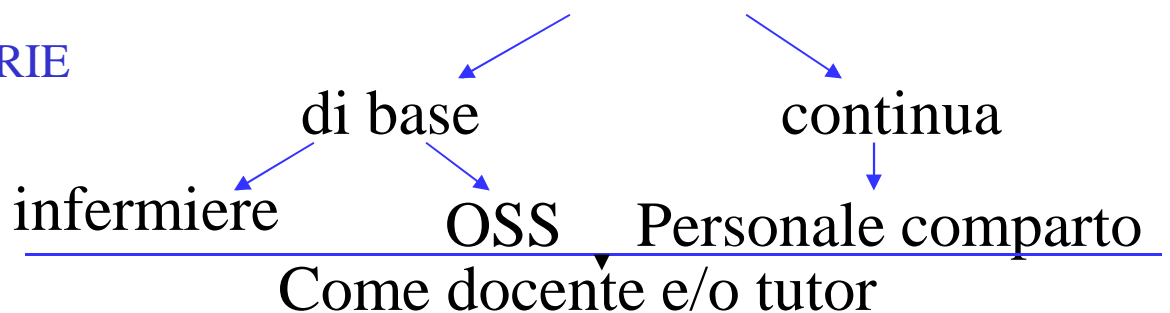 RIE
di base continua
infermiere OSS Personale comparto
Come docente e/o tutor